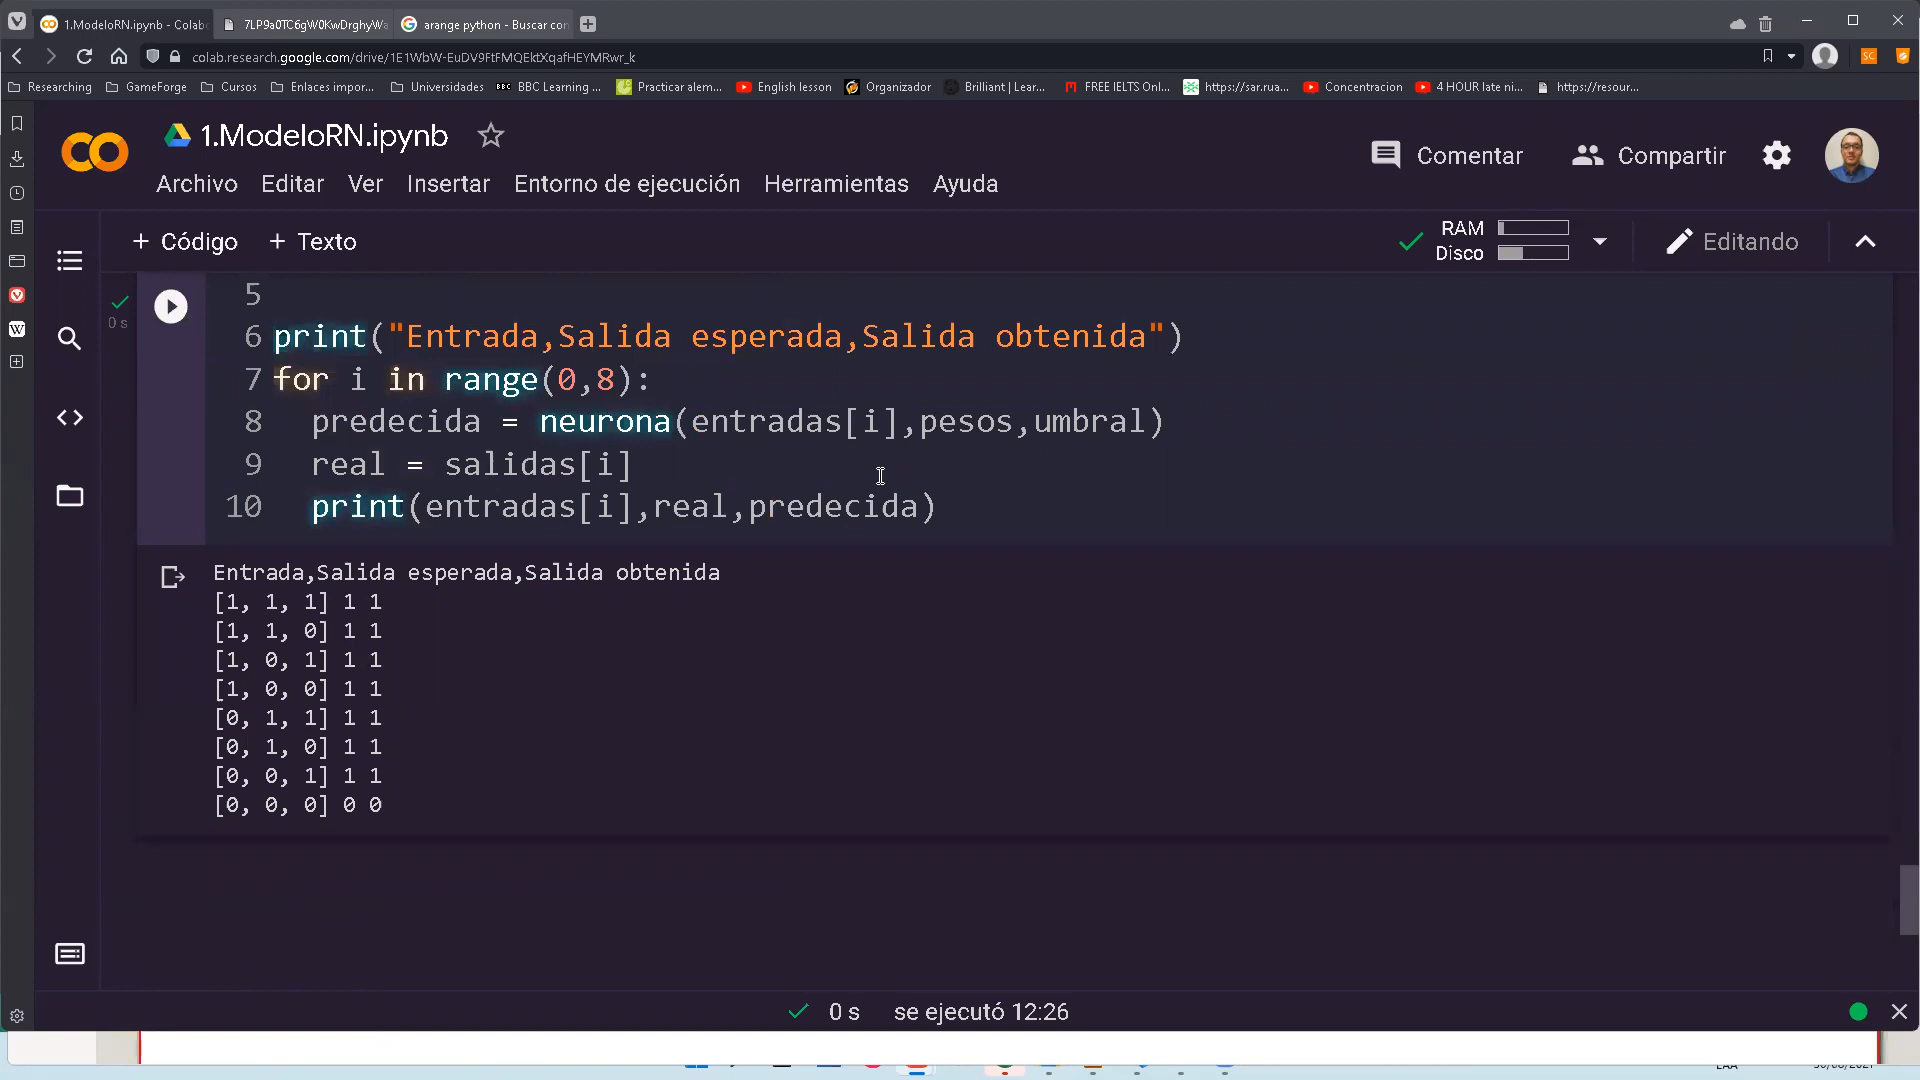 1.ModeloRN.ipynb - Colab
7LP9a0TC6gW0KwDrghyWa
arange python - Buscar con
colab.research.google.com/drive/1E1WbW-EuDV9FtFMQEktXqafHEYMRwr_k
Researching
GameForge
Cursos
Enlaces impor...
Universidades
BBC Learning ...
Practicar alem...
English lesson
Organizador
Brilliant | Lear...
FREE IELTS Onl...
https://sar.rua...
Concentracion
4 HOUR late ni...
https://resour...
1.ModeloRN.ipynb
Comentar
Compartir
Archivo Editar Ver Insertar Entorno de ejecución Herramientas Ayuda
+ Código + Texto
RAM
Disco
Editando
0 s
5
6 print("Entrada,Salida esperada,Salida obtenida")
7 for i in range(0,8):
8 predecida = neurona(entradas[i],pesos,umbral)
9 real = salidas[i]
10 print(entradas[i],real,predecida)
Entrada,Salida esperada,Salida obtenida
[1, 1, 1] 1 1
[1, 1, 0] 1 1
[1, 0, 1] 1 1
[1, 0, 0] 1 1
[0, 1, 1] 1 1
[0, 1, 0] 1 1
[0, 0, 1] 1 1
[0, 0, 0] 0 0
0 s se ejecutó 12:26